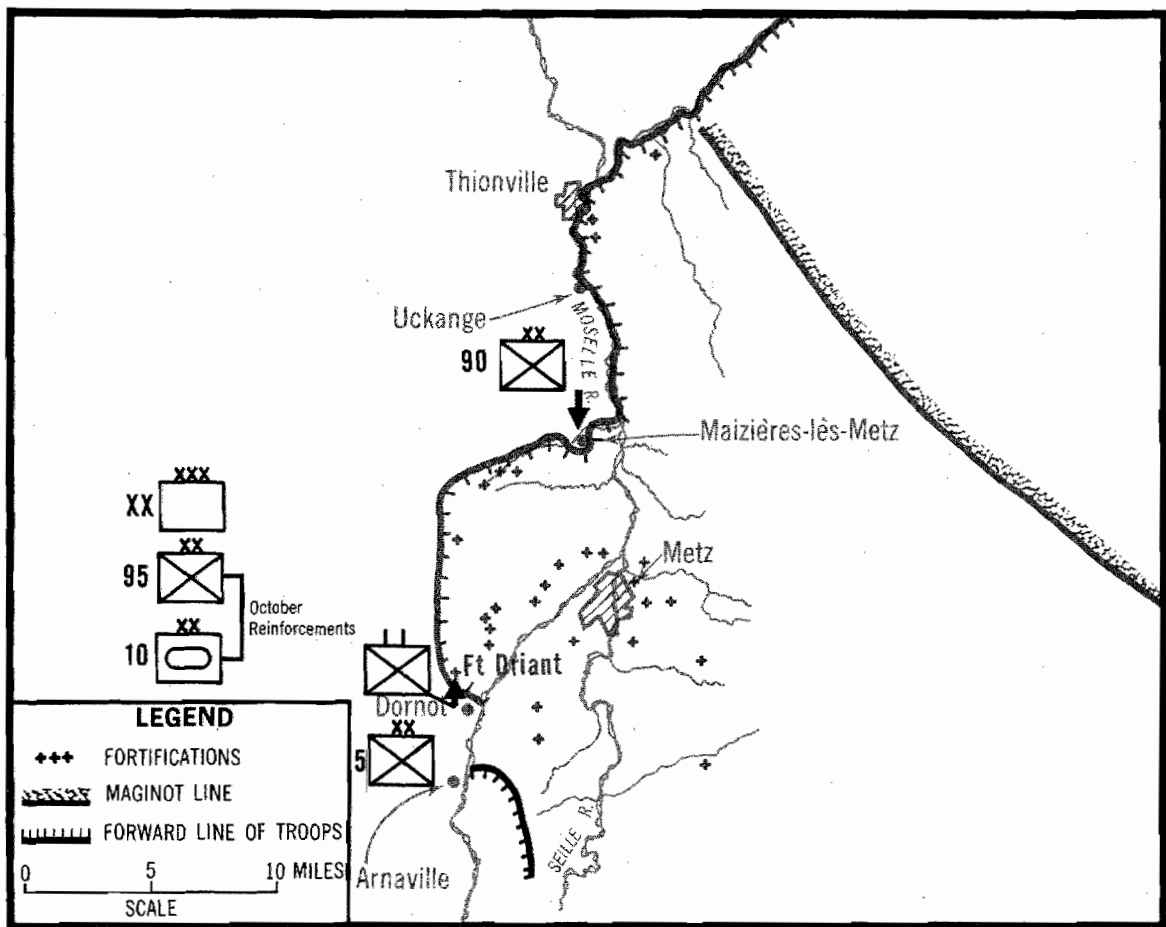 Thionville
Uckange
MOSELLE R.
XX
90
Maizières-lès-Metz
XXX
XX
XX
95
October
Reinforcements
XX
10
Metz
Ft Driant
Dornot
XX
5
Arnaville
SEILLE R.
LEGEND
+++ FORTIFICATIONS
MAGINOT LINE
FORWARD LINE OF TROOPS
0 5 10 MILES
SCALE